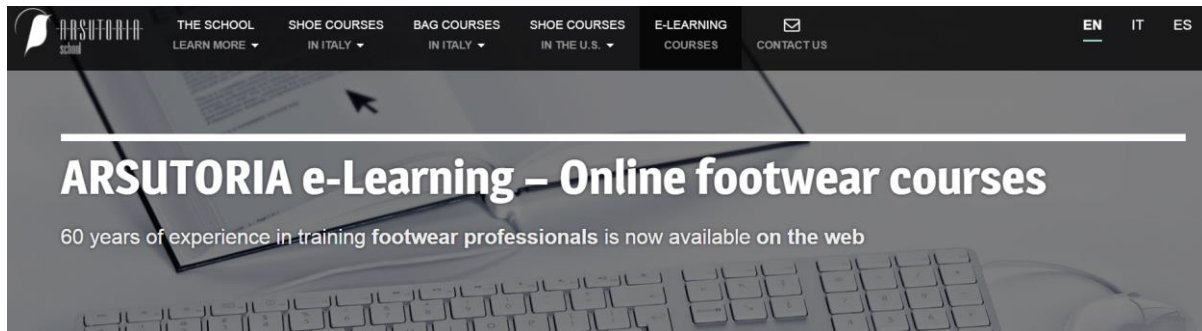 ARSUTORIA
school
THE SCHOOL
LEARN MORE
SHOE COURSES
IN ITALY
BAG COURSES
IN ITALY
SHOE COURSES
IN THE U.S.
E-LEARNING
COURSES
CONTACT US
EN IT ES
ARSUTORIA e-Learning – Online footwear courses
60 years of experience in training footwear professionals is now available on the web